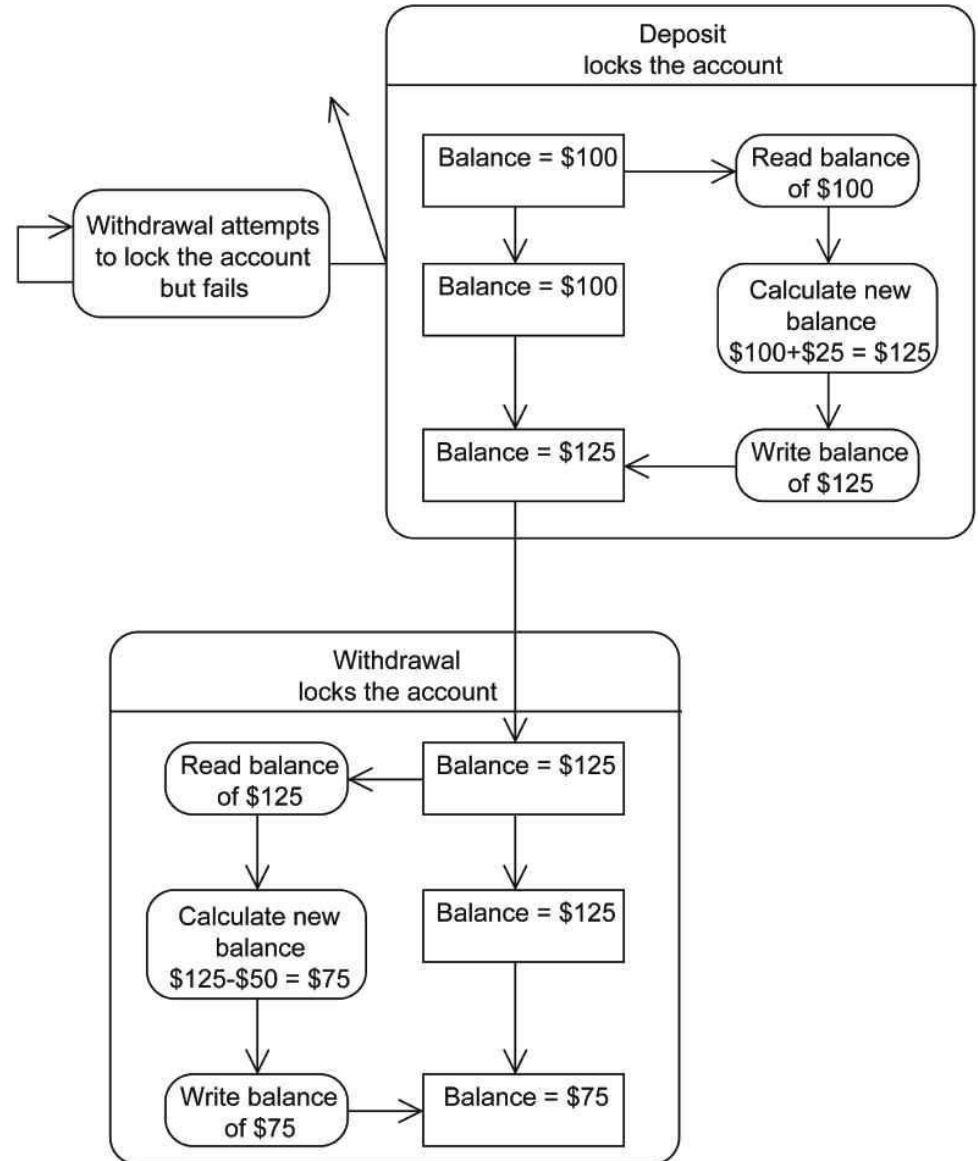 Deposit
locks the account
Balance = $100
Read balance
of $100
Withdrawal attempts
to lock the account
but fails
Balance = $100
Calculate new
balance
$100+$25 = $125
Balance = $125
Write balance
of $125
Withdrawal
locks the account
Read balance
of $125
Balance = $125
Calculate new
balance
$125-$50 = $75
Balance = $125
Write balance
of $75
Balance = $75